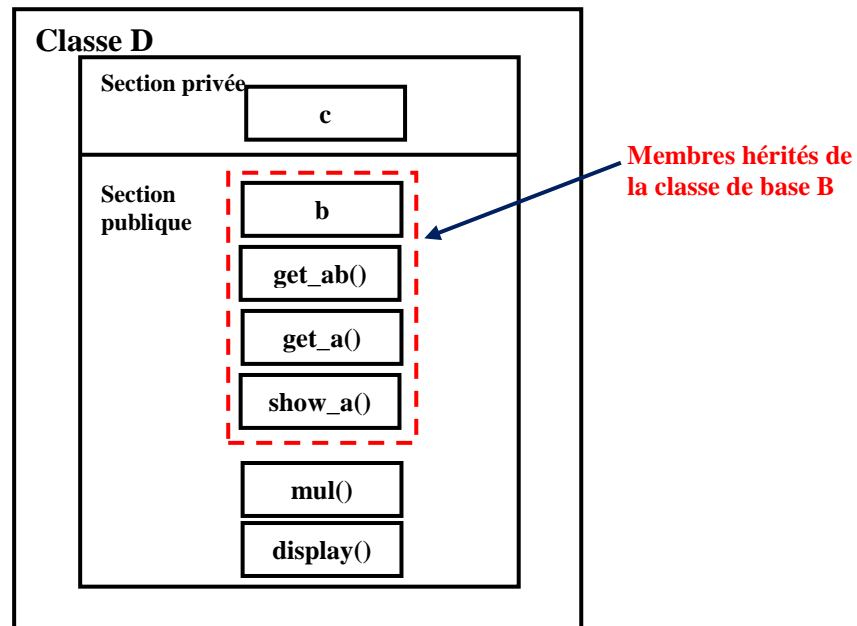 Classe D
Section privée
c
Membres hérités de
la classe de base B
Section
publique
b
get_ab()
get_a()
show_a()
mul()
display()